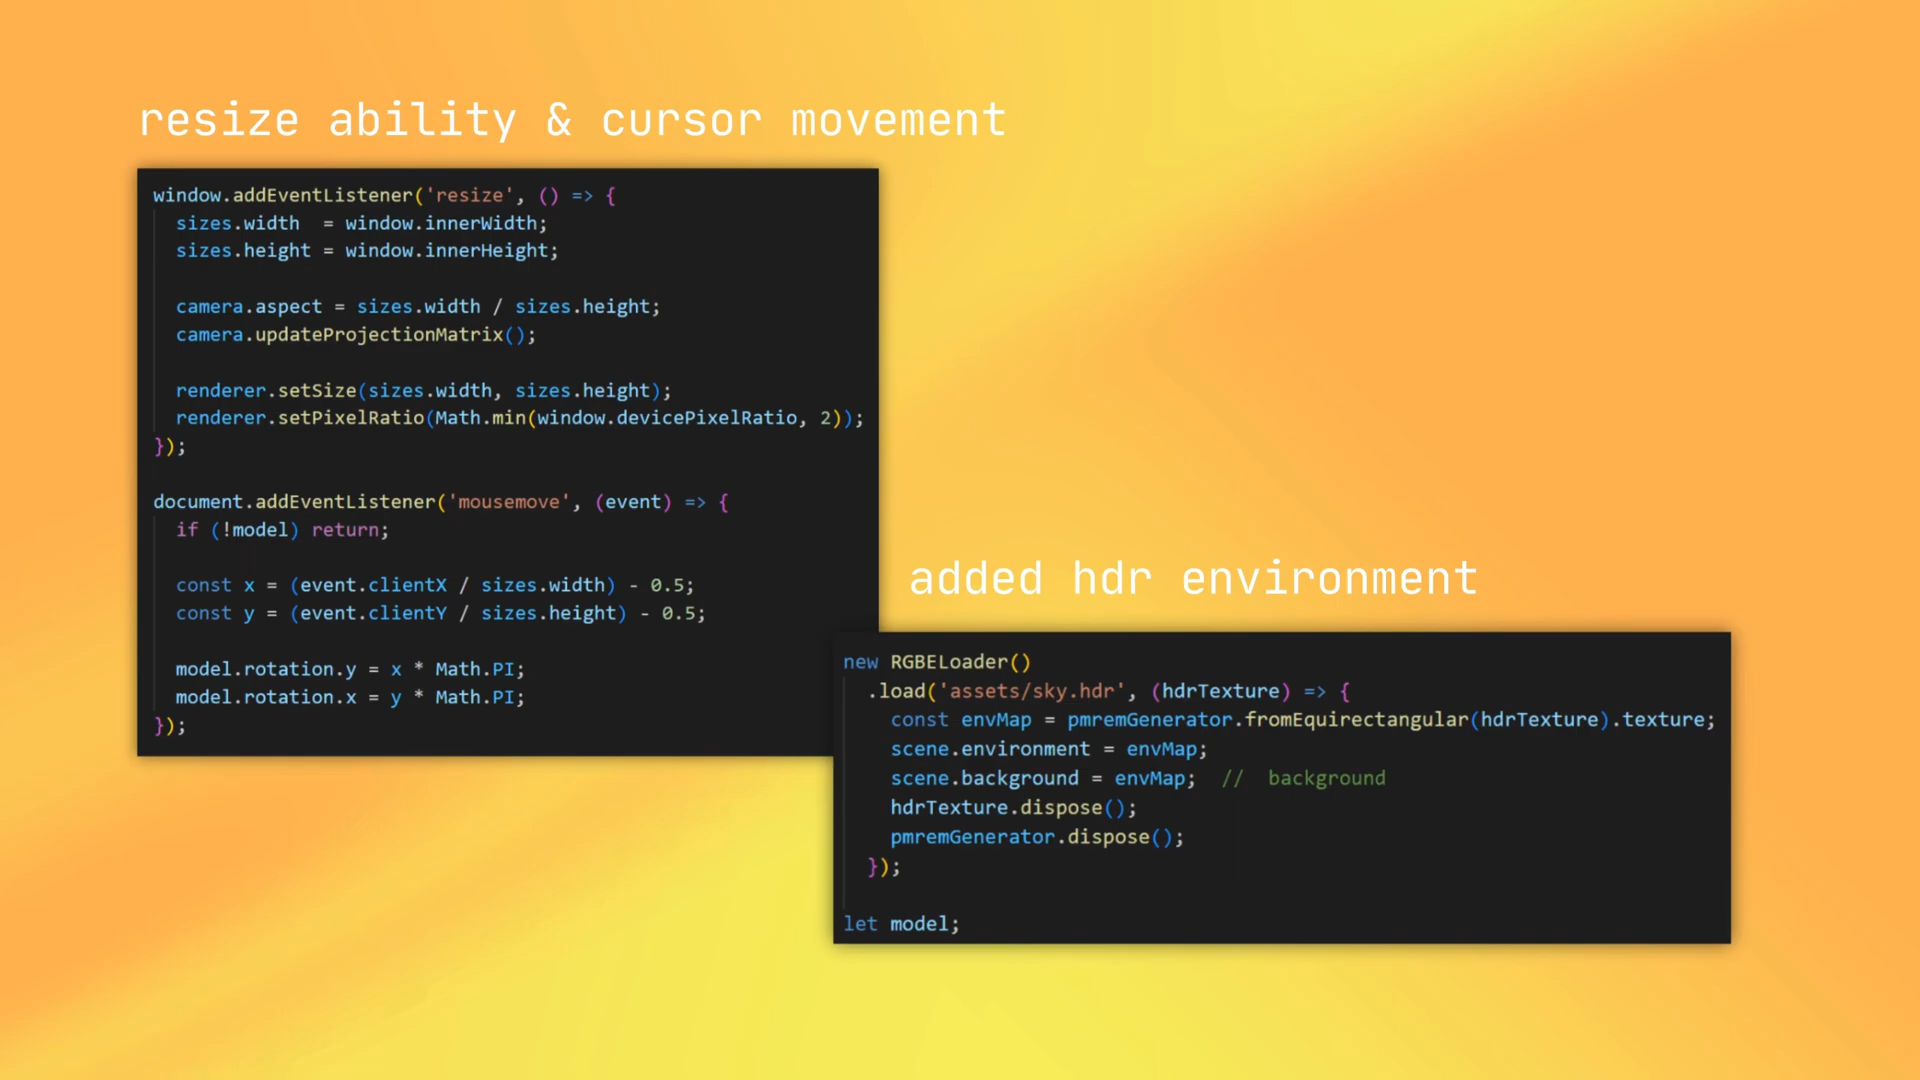 resize ability & cursor movement
window.addEventListener('resize', () => {
  sizes.width  = window.innerWidth;
  sizes.height = window.innerHeight;

  camera.aspect = sizes.width / sizes.height;
  camera.updateProjectionMatrix();

  renderer.setSize(sizes.width, sizes.height);
  renderer.setPixelRatio(Math.min(window.devicePixelRatio, 2));
});

document.addEventListener('mousemove', (event) => {
  if (!model) return;

  const x = (event.clientX / sizes.width) - 0.5;
  const y = (event.clientY / sizes.height) - 0.5;

  model.rotation.y = x * Math.PI;
  model.rotation.x = y * Math.PI;
});
added hdr environment
new RGBELoader()
  .load('assets/sky.hdr', (hdrTexture) => {
    const envMap = pmremGenerator.fromEquirectangular(hdrTexture).texture;
    scene.environment = envMap;
    scene.background = envMap;  //  background
    hdrTexture.dispose();
    pmremGenerator.dispose();
  });

let model;